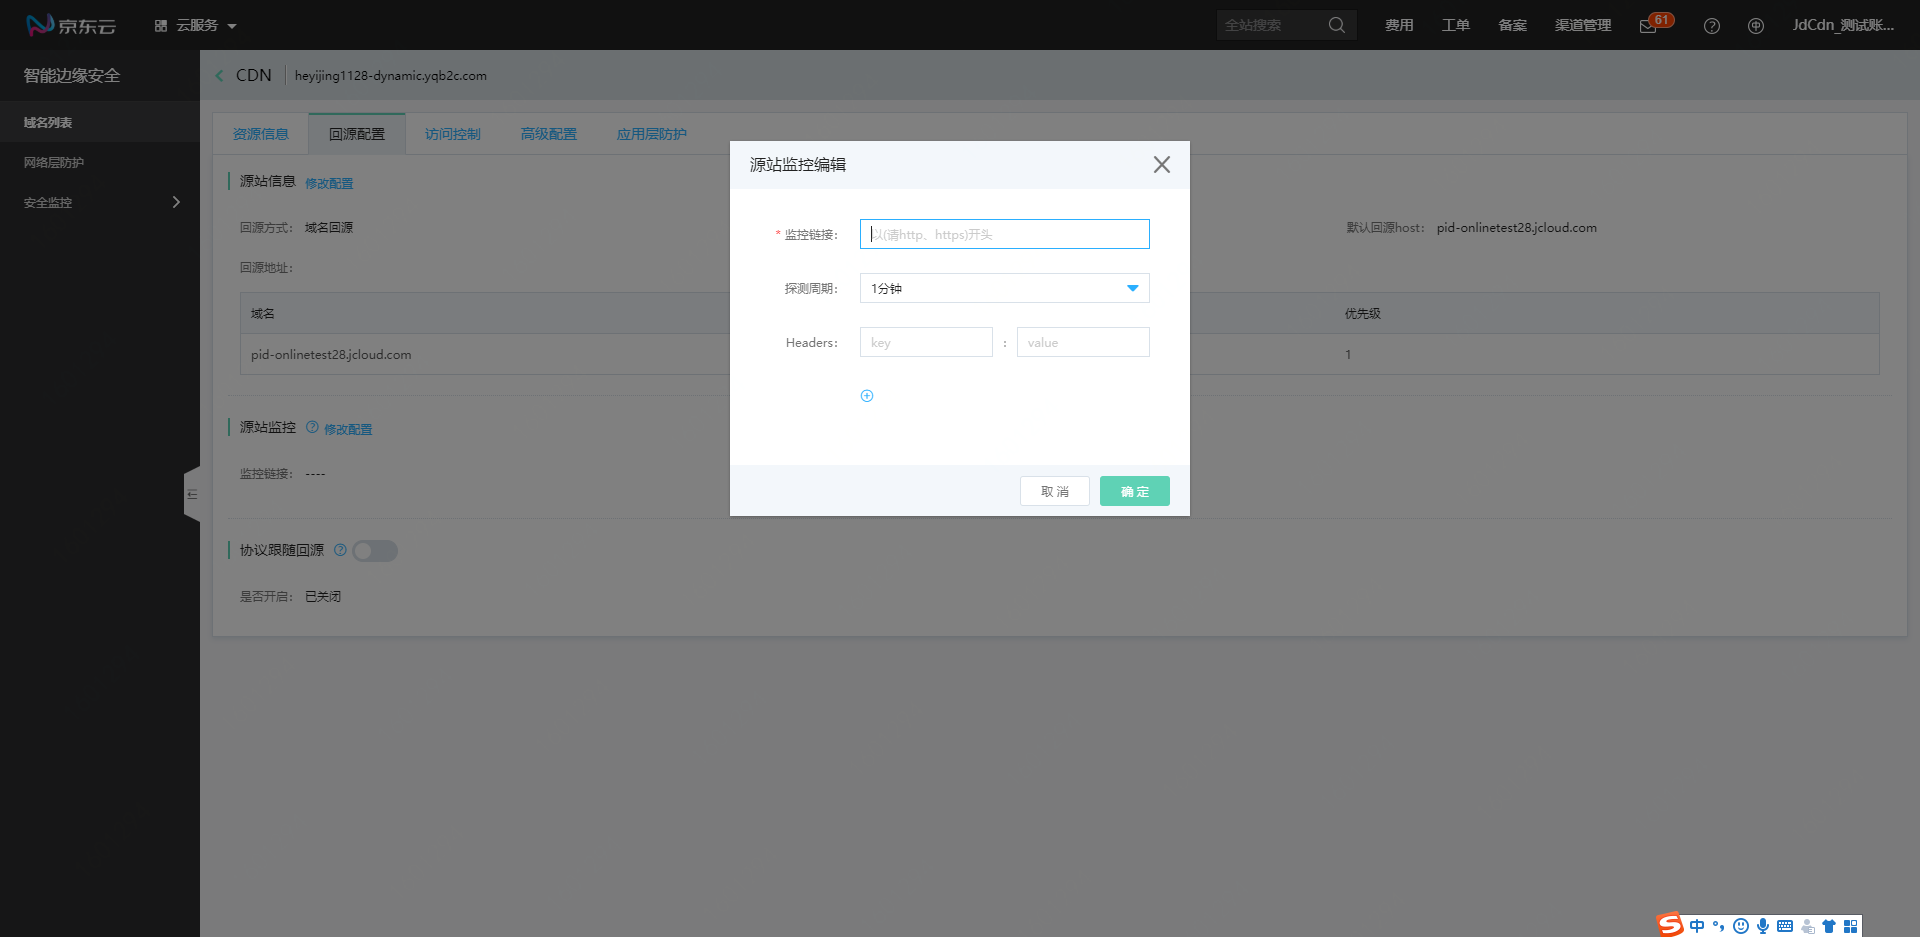 京东云
云服务
全站搜索
费用
工单
备案
渠道管理
61
JdCdn_测试账...
智能边缘安全
域名列表
网络层防护
安全监控
CDN
heyijing1128-dynamic.yqb2c.com
资源信息
回源配置
访问控制
高级配置
应用层防护
源站信息
修改配置
回源方式:
域名回源
默认回源host:
pid-onlinetest28.jcloud.com
回源地址:
域名
优先级
pid-onlinetest28.jcloud.com
1
源站监控
修改配置
监控链接:
----
协议跟随回源
是否开启:
已关闭
源站监控编辑
* 监控链接:
以(请http、https)开头
探测周期:
1分钟
Headers:
key
:
value
取消
确定
中